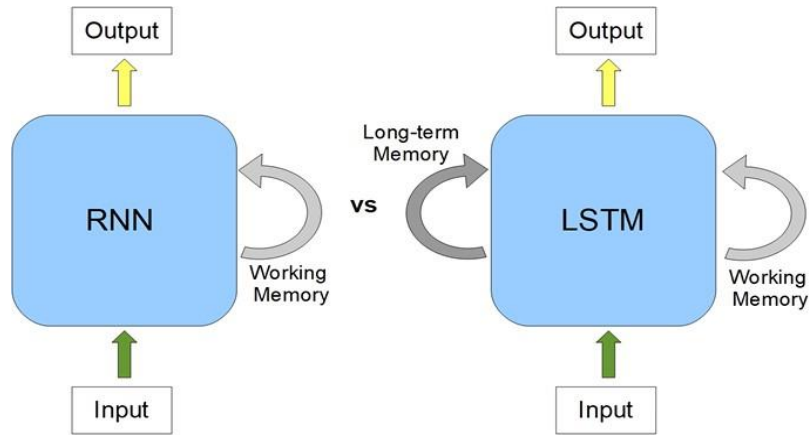 Output
RNN
Working
Memory
Input
vs
Output
Long-term
Memory
LSTM
Working
Memory
Input